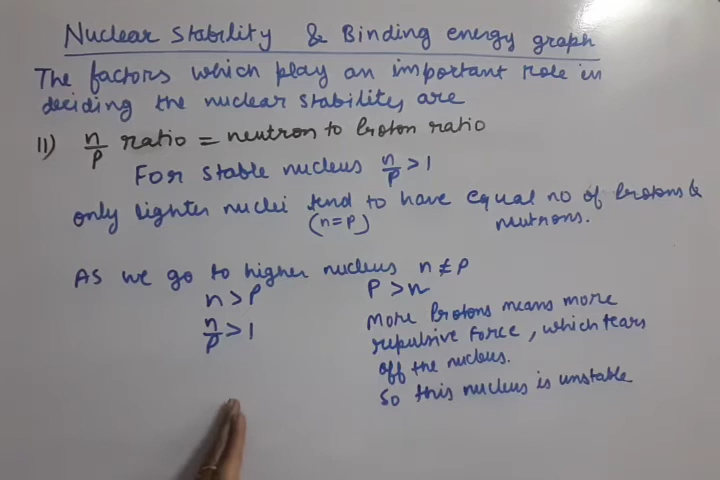 Nuclear Stability & Binding energy graph
The factors which play an important role in
deciding the nuclear stability are
11) n/p ratio = neutron to proton ratio
For stable nucleus n/p > 1
only lighter nuclei tend to have equal no of protons &
(n=p) neutrons.
As we go to higher nucleus n ≠ p
n > p
n/p > 1
p > n
More protons means more
repulsive force, which tears
off the nucleus.
So this nucleus is unstable